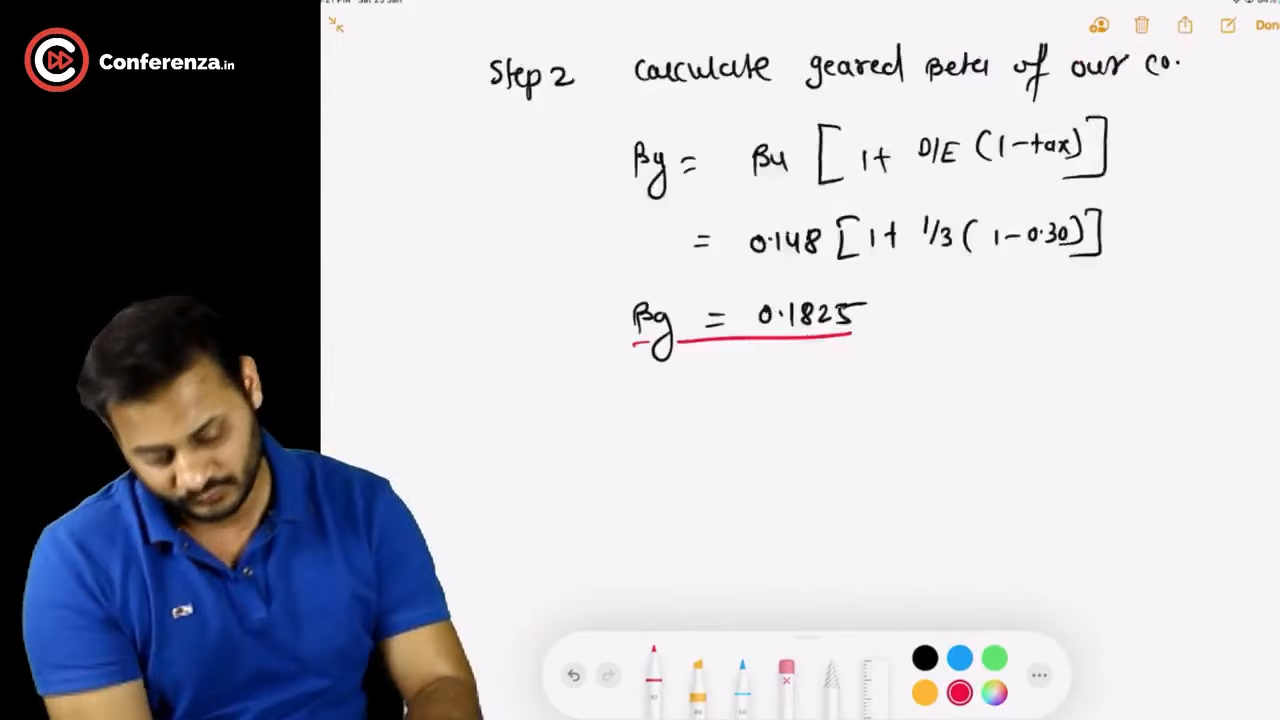 Conferenza.in
Don
Step 2 Calculate geared Beta of our co.
βg = βu [ 1+ D/E (1-tax) ]
= 0.148 [ 1+ 1/3 ( 1-0.30) ]
βg = 0.1825